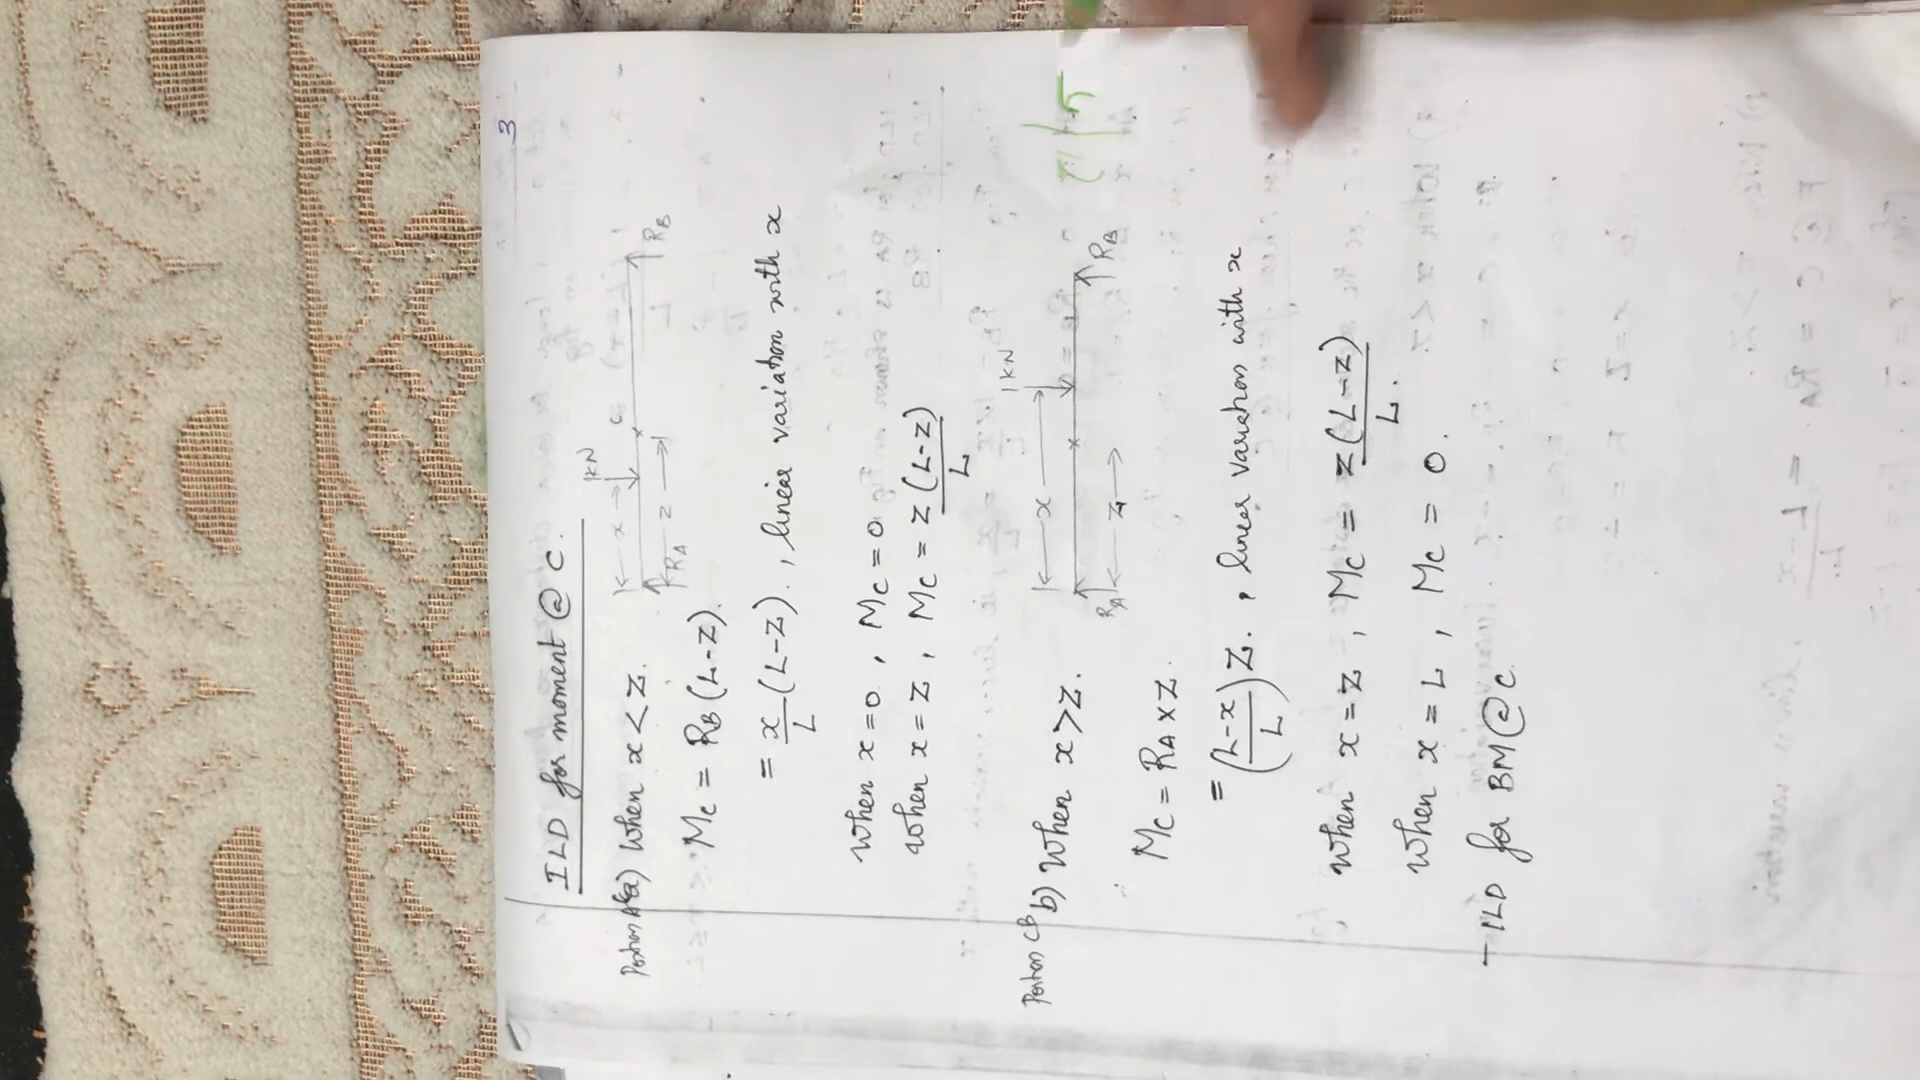 3
ILD for moment @ C.
Portion AC a) When x < z.
1kN
x
C
z
RA
L
RB
Mc = RB (L-z).
= x/L (L-z). , linear variation with x
When x = 0 , Mc = 0
When x = z , Mc = z (L-z)/L
Portion CB b) When x > z.
x
1kN
z
RA
RB
Mc = RA x z.
= (L-x/L) z. , linear variation with x
When x = z , Mc = z (L-z)/L.
When x = L , Mc = 0.
- ILD for BM @ C